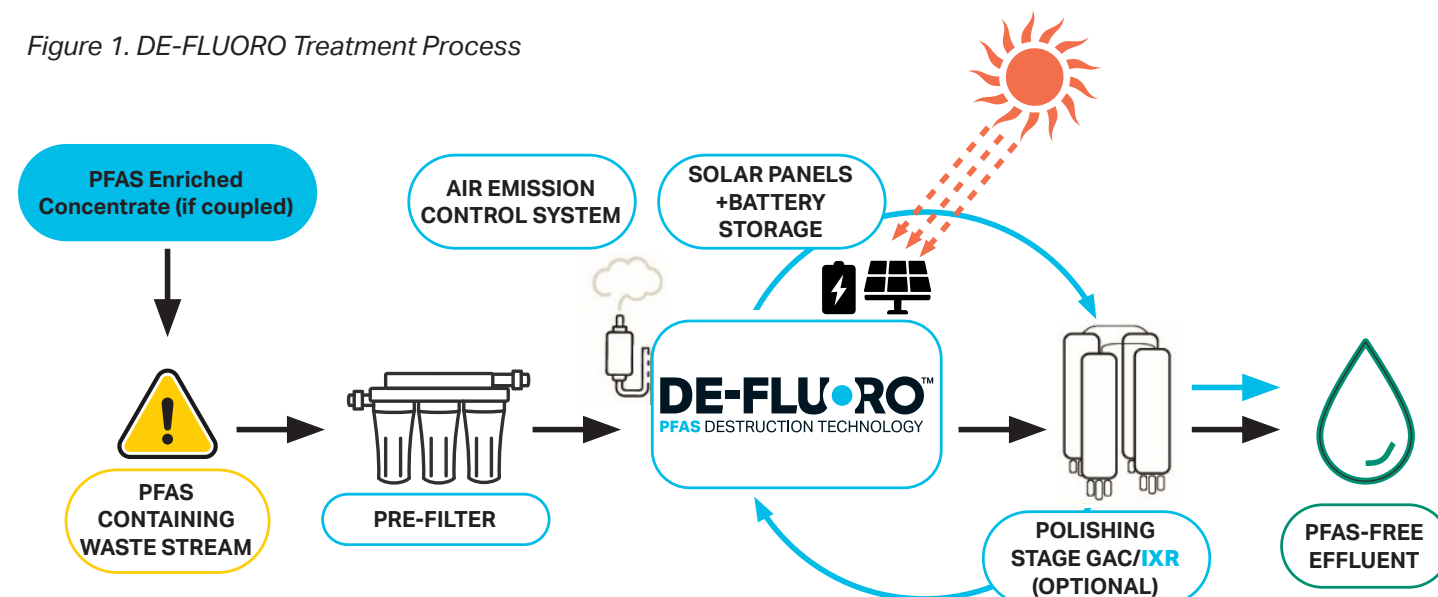 Figure 1. DE-FLUORO Treatment Process
PFAS Enriched
Concentrate (if coupled)
AIR EMISSION
CONTROL SYSTEM
SOLAR PANELS
+BATTERY
STORAGE
DE-FLUORO™
PFAS DESTRUCTION TECHNOLOGY
PFAS
CONTAINING
WASTE STREAM
PRE-FILTER
POLISHING
STAGE GAC/IXR
(OPTIONAL)
PFAS-FREE
EFFLUENT